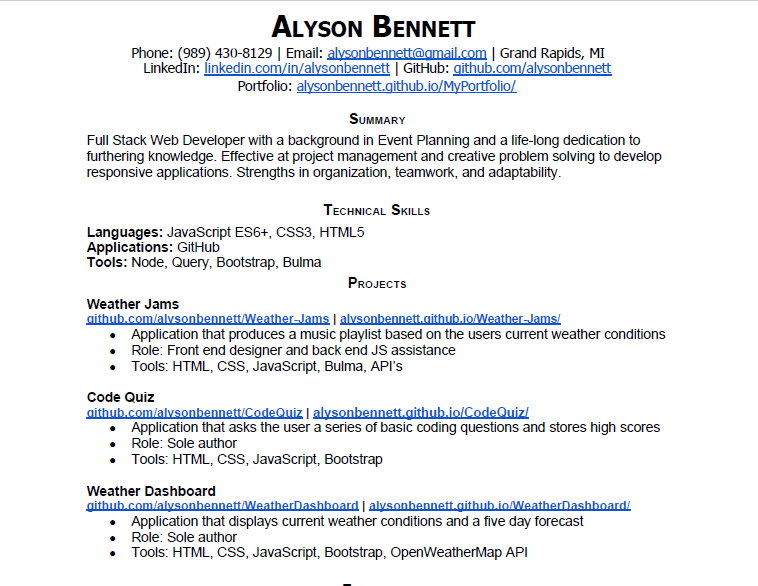 ALYSON BENNETT
Phone: (989) 430-8129 | Email: alysonbennett@gmail.com | Grand Rapids, MI
LinkedIn: linkedin.com/in/alysonbennett | GitHub: github.com/alysonbennett
Portfolio: alysonbennett.github.io/MyPortfolio/
SUMMARY
Full Stack Web Developer with a background in Event Planning and a life-long dedication to
furthering knowledge. Effective at project management and creative problem solving to develop
responsive applications. Strengths in organization, teamwork, and adaptability.
TECHNICAL SKILLS
Languages: JavaScript ES6+, CSS3, HTML5
Applications: GitHub
Tools: Node, Query, Bootstrap, Bulma
PROJECTS
Weather Jams
github.com/alysonbennett/Weather-Jams | alysonbennett.github.io/Weather-Jams/
• Application that produces a music playlist based on the users current weather conditions
• Role: Front end designer and back end JS assistance
• Tools: HTML, CSS, JavaScript, Bulma, API’s
Code Quiz
github.com/alysonbennett/CodeQuiz | alysonbennett.github.io/CodeQuiz/
• Application that asks the user a series of basic coding questions and stores high scores
• Role: Sole author
• Tools: HTML, CSS, JavaScript, Bootstrap
Weather Dashboard
github.com/alysonbennett/WeatherDashboard | alysonbennett.github.io/WeatherDashboard/
• Application that displays current weather conditions and a five day forecast
• Role: Sole author
• Tools: HTML, CSS, JavaScript, Bootstrap, OpenWeatherMap API